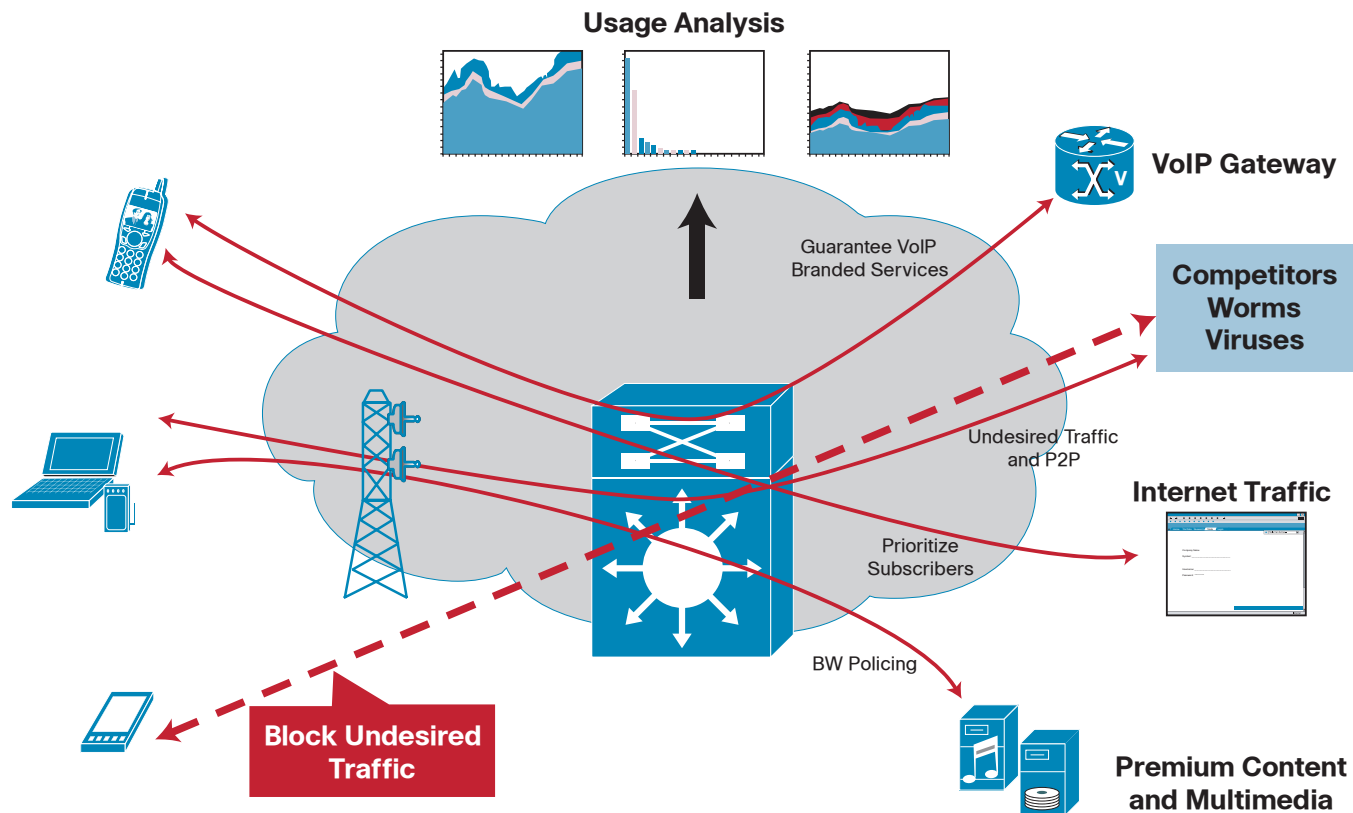 Usage Analysis
V
VoIP Gateway
Guarantee VoIP
Branded Services
Competitors
Worms
Viruses
Undesired Traffic
and P2P
Internet Traffic
Prioritize
Subscribers
BW Policing
Block Undesired
Traffic
Premium Content
and Multimedia